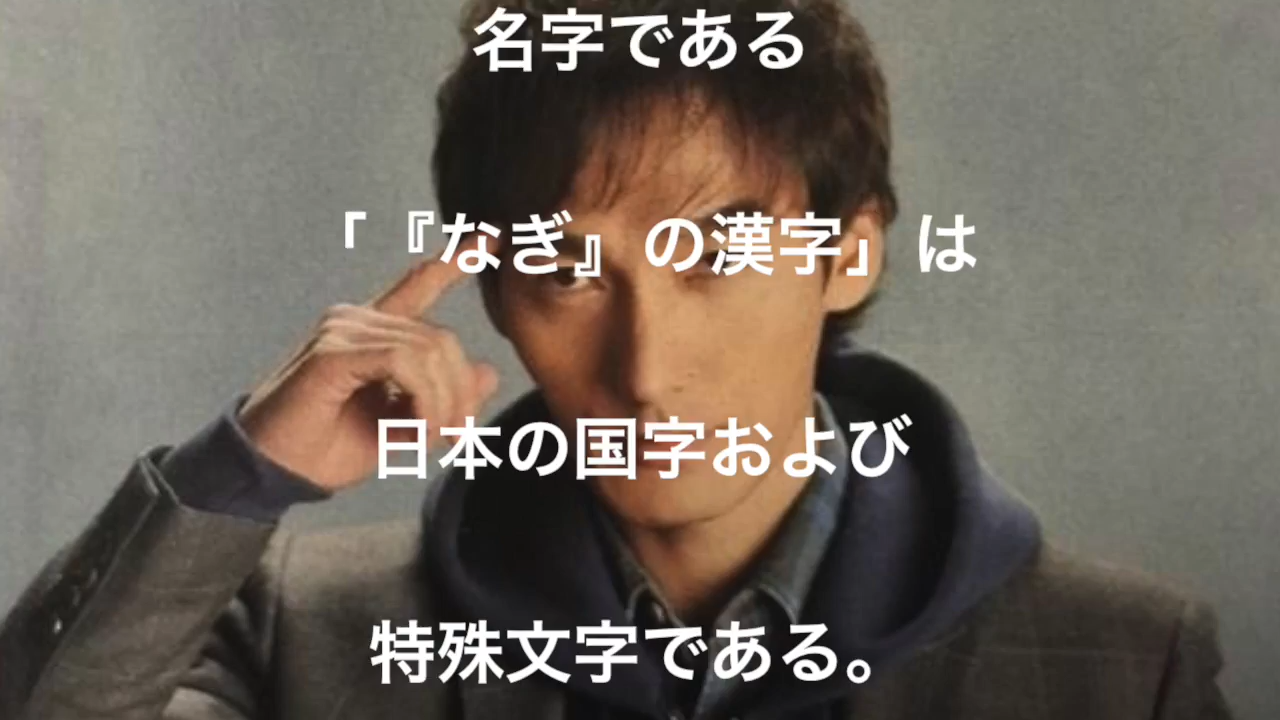 名字である
「『なぎ』の漢字」は
日本の国字および
特殊文字である。